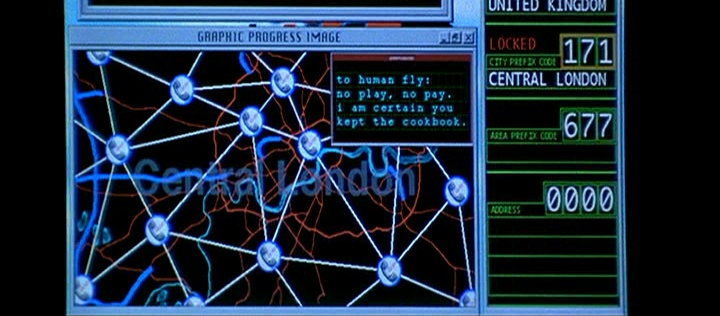 UNITED KINGDOM
GRAPHIC PROGRESS IMAGE
LOCKED
171
CITY PREFIX CODE
CENTRAL LONDON
to human fly:
no play, no pay.
i am certain you
kept the cookbook.
677
AREA PREFIX CODE
Central London
0000
ADDRESS